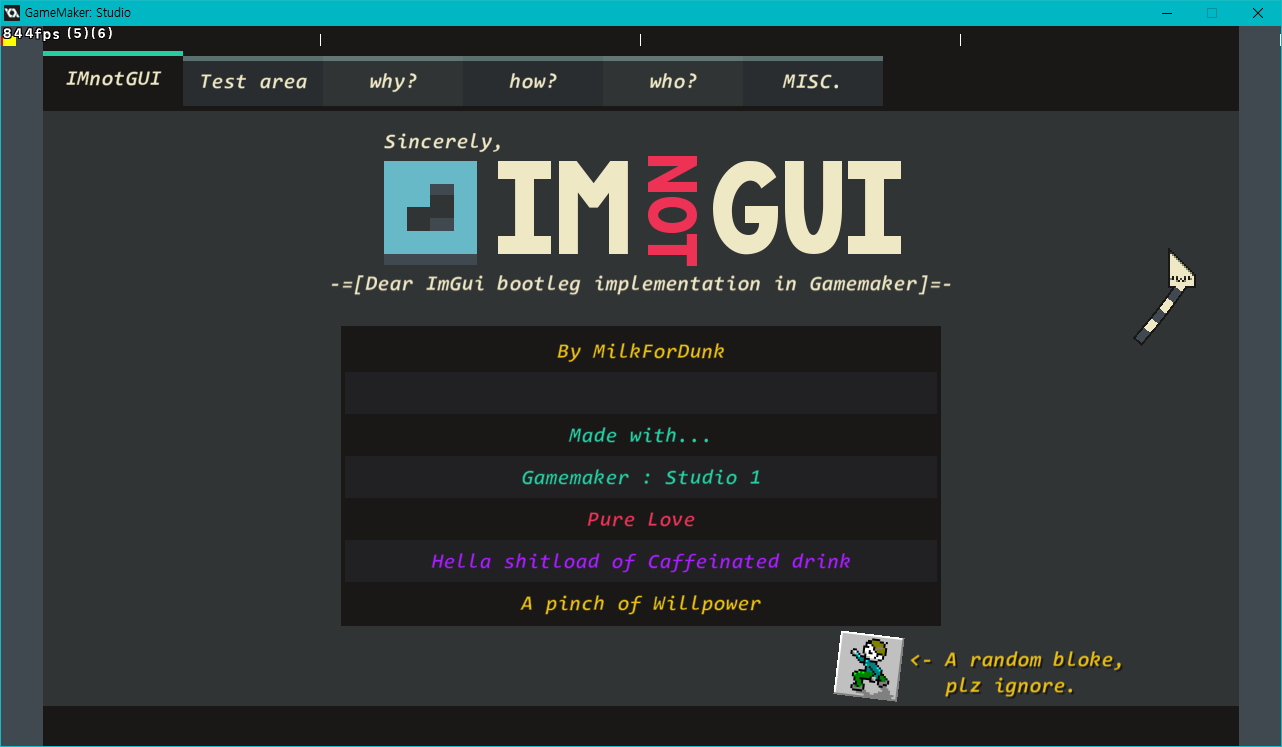 GameMaker: Studio
844fps (5)(6)
IMnotGUI
Test area
why?
how?
who?
MISC.
Sincerely,
IM NOT GUI
-=[Dear ImGui bootleg implementation in Gamemaker]=-
By MilkForDunk
Made with...
Gamemaker : Studio 1
Pure Love
Hella shitload of Caffeinated drink
A pinch of Willpower
<- A random bloke,
plz ignore.